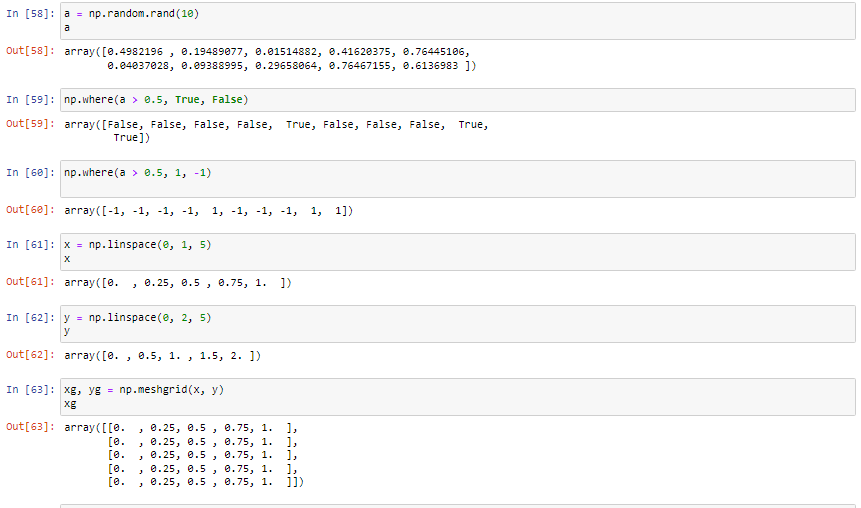 In [58]: a = np.random.rand(10)
a
Out[58]: array([0.4982196 , 0.19489077, 0.01514882, 0.41620375, 0.76445106,
0.04037028, 0.09388995, 0.29658064, 0.76467155, 0.6136983 ])
In [59]: np.where(a > 0.5, True, False)
Out[59]: array([False, False, False, False,  True, False, False, False,  True,
True])
In [60]: np.where(a > 0.5, 1, -1)
Out[60]: array([-1, -1, -1, -1,  1, -1, -1, -1,  1,  1])
In [61]: x = np.linspace(0, 1, 5)
x
Out[61]: array([0.  , 0.25, 0.5 , 0.75, 1.  ])
In [62]: y = np.linspace(0, 2, 5)
y
Out[62]: array([0. , 0.5, 1. , 1.5, 2. ])
In [63]: xg, yg = np.meshgrid(x, y)
xg
Out[63]: array([[0.  , 0.25, 0.5 , 0.75, 1.  ],
[0.  , 0.25, 0.5 , 0.75, 1.  ],
[0.  , 0.25, 0.5 , 0.75, 1.  ],
[0.  , 0.25, 0.5 , 0.75, 1.  ],
[0.  , 0.25, 0.5 , 0.75, 1.  ]])